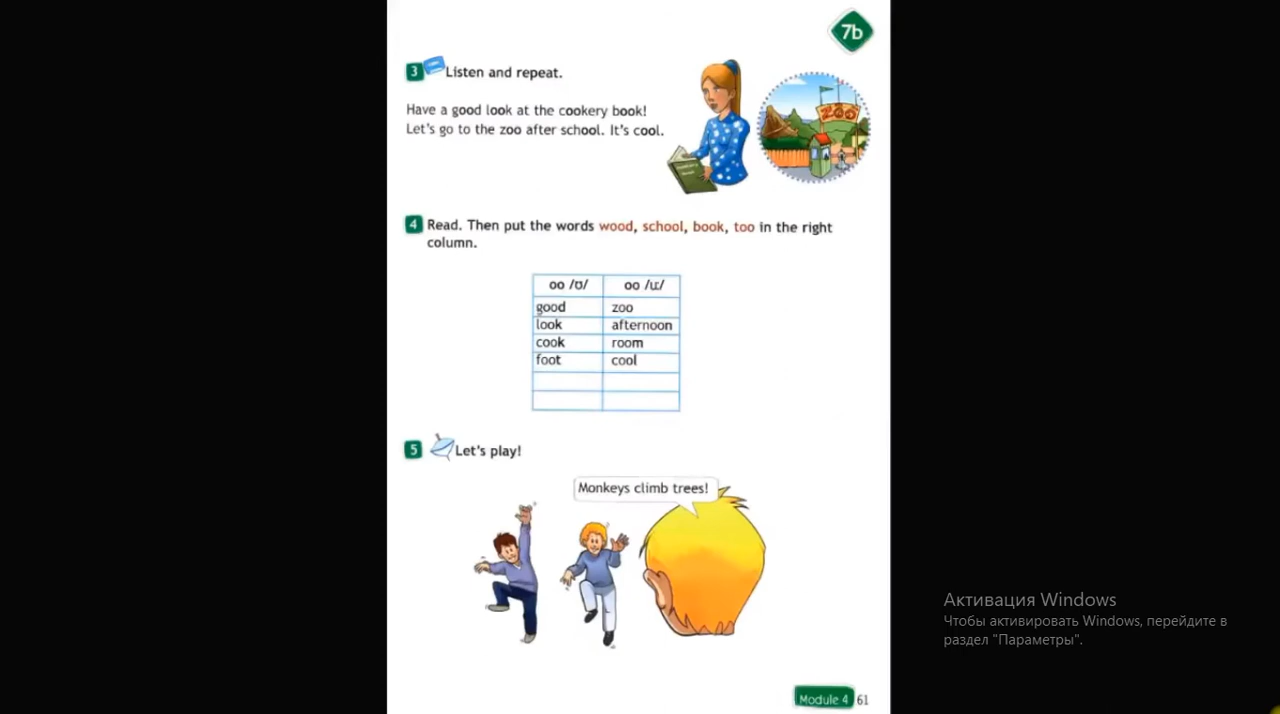 7b
3 Listen and repeat.
Have a good look at the cookery book!
Let's go to the zoo after school. It's cool.
ZOO
4 Read. Then put the words wood, school, book, too in the right
column.
oo /ʊ/ oo /uː/
good zoo
look afternoon
cook room
foot cool
5 Let's play!
Monkeys climb trees!
Активация Windows
Чтобы активировать Windows, перейдите в
раздел "Параметры".
Module 4 61